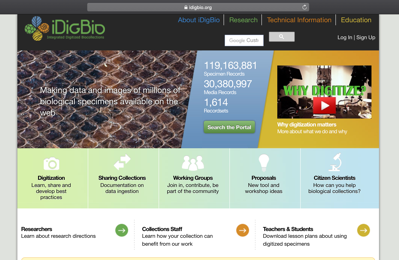 idigbio.org
About iDigBio | Research | Technical Information | Education
iDigBio
Integrated Digitized Biocollections
Google Custom
Log In | Sign Up
119,163,881
Specimen Records
30,380,997
Media Records
1,614
Recordsets
Search the Portal
Making data and images of millions of
biological specimens available on the
web
WHY DIGITIZE?
Why digitization matters
More about what we do and why
Digitization
Learn, share and
develop best
practices
Sharing Collections
Documentation on
data ingestion
Working Groups
Join in, contribute, be
part of the community
Proposals
New tool and
workshop ideas
Citizen Scientists
How can you help
biological collections?
Researchers
Learn about research directions
Collections Staff
Learn how your collection can
benefit from our work
Teachers & Students
Download lesson plans about using
digitized specimens